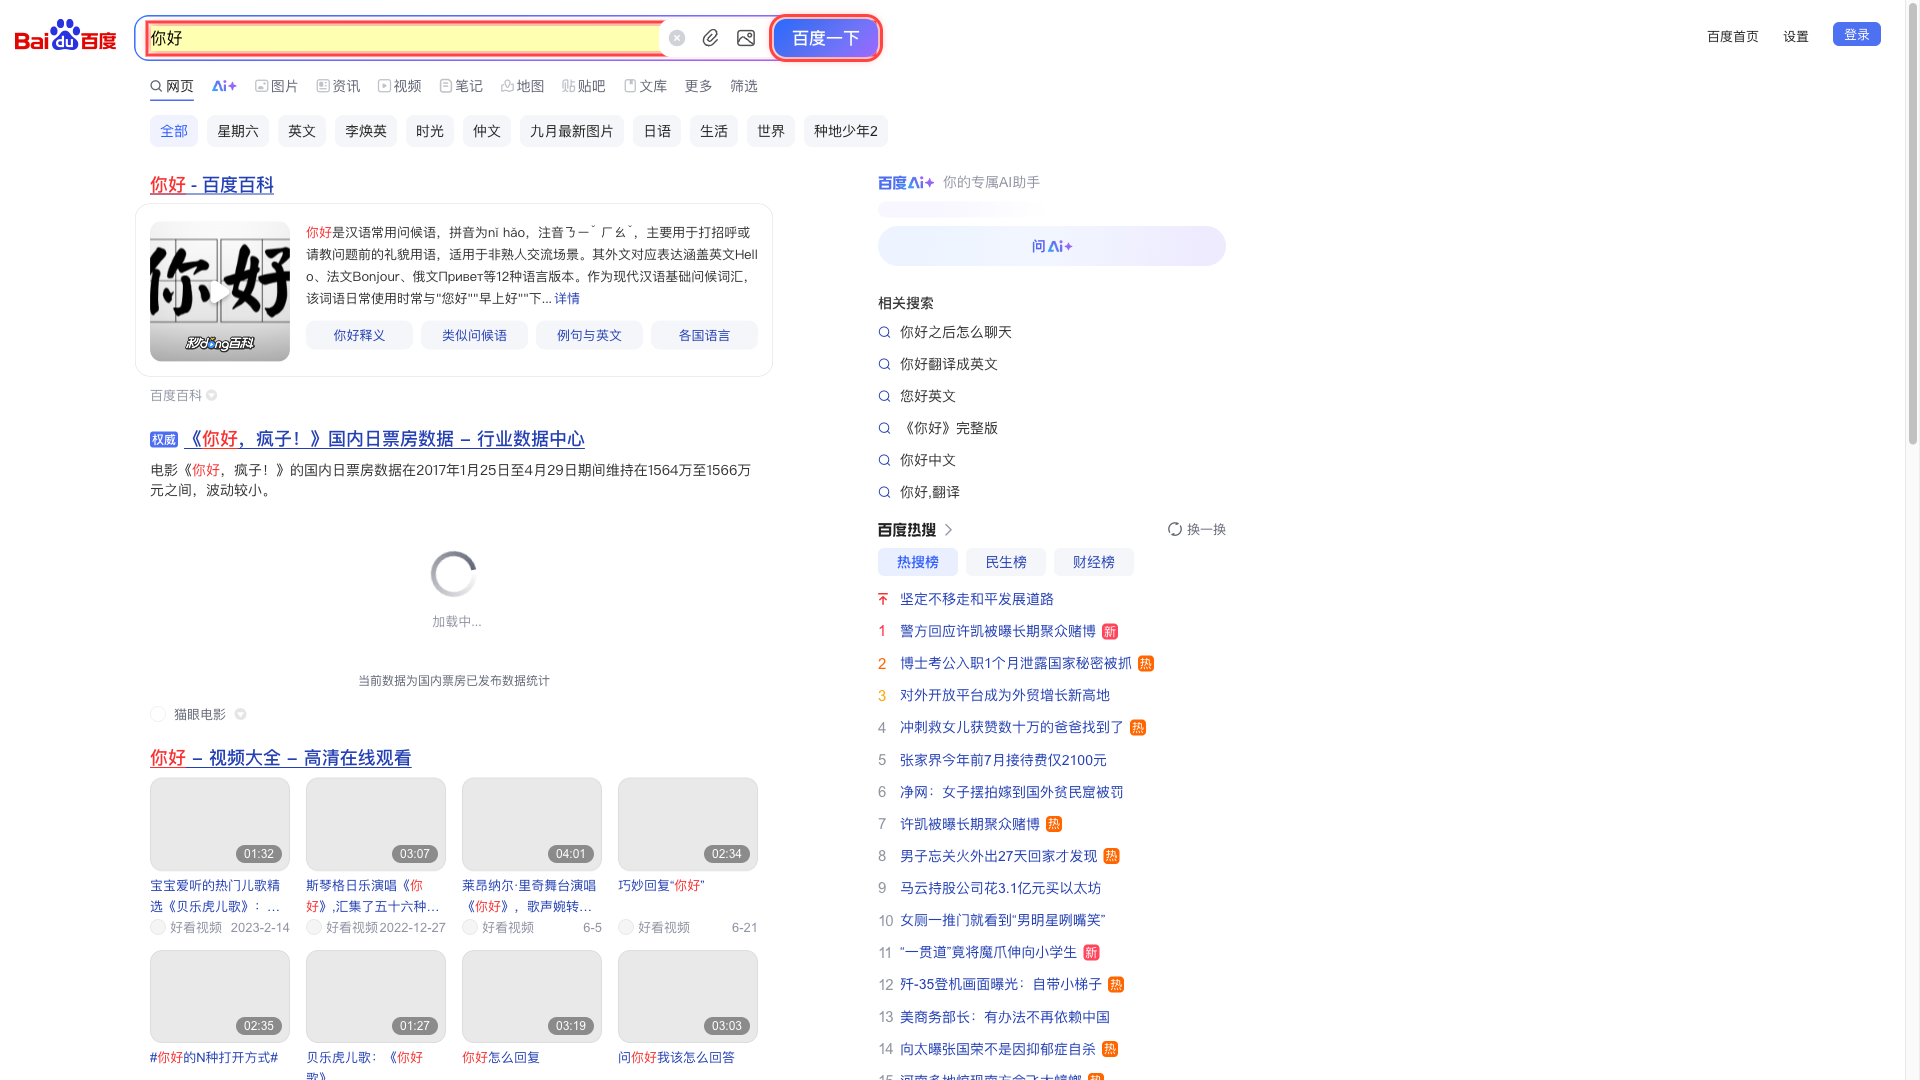 Bai du 百度
你好
百度一下
百度首页 设置 登录
网页 Ai+ 图片 资讯 视频 笔记 地图 贴吧 文库 更多 筛选
全部 星期六 英文 李焕英 时光 仲文 九月最新图片 日语 生活 世界 种地少年2
你好 - 百度百科
你好
秒dong百科
你好是汉语常用问候语，拼音为nǐ hǎo，注音ㄋㄧˇ ㄏㄠˇ，主要用于打招呼或
请教问题前的礼貌用语，适用于非熟人交流场景。其外文对应表达涵盖英文Hell
o、法文Bonjour、俄文Привет等12种语言版本。作为现代汉语基础问候词汇，
该词语日常使用时常与"您好""早上好""下... 详情
你好释义 类似问候语 例句与英文 各国语言
百度百科
权威 《你好，疯子！》国内日票房数据 – 行业数据中心
电影《你好，疯子！》的国内日票房数据在2017年1月25日至4月29日期间维持在1564万至1566万
元之间，波动较小。
加载中...
当前数据为国内票房已发布数据统计
猫眼电影
你好 – 视频大全 – 高清在线观看
01:32 03:07 04:01 02:34
宝宝爱听的热门儿歌精
选《贝乐虎儿歌》：...
好看视频 2023-2-14
斯琴格日乐演唱《你
好》,汇集了五十六种...
好看视频 2022-12-27
莱昂纳尔·里奇舞台演唱
《你好》，歌声婉转...
好看视频 6-5
巧妙回复“你好”
好看视频 6-21
02:35 01:27 03:19 03:03
#你好的N种打开方式#
贝乐虎儿歌：《你好
歌》
你好怎么回复
问你好我该怎么回答
百度Ai+ 你的专属AI助手
问Ai+
相关搜索
你好之后怎么聊天
你好翻译成英文
您好英文
《你好》完整版
你好中文
你好,翻译
百度热搜 换一换
热搜榜 民生榜 财经榜
坚定不移走和平发展道路
1 警方回应许凯被曝长期聚众赌博 新
2 博士考公入职1个月泄露国家秘密被抓 热
3 对外开放平台成为外贸增长新高地
4 冲刺救女儿获赞数十万的爸爸找到了 热
5 张家界今年前7月接待费仅2100元
6 净网：女子摆拍嫁到国外贫民窟被罚
7 许凯被曝长期聚众赌博 热
8 男子忘关火外出27天回家才发现 热
9 马云持股公司花3.1亿元买以太坊
10 女厕一推门就看到“男明星咧嘴笑”
11 “一贯道”竟将魔爪伸向小学生 新
12 歼-35登机画面曝光：自带小梯子 热
13 美商务部长：有办法不再依赖中国
14 向太曝张国荣不是因抑郁症自杀 热